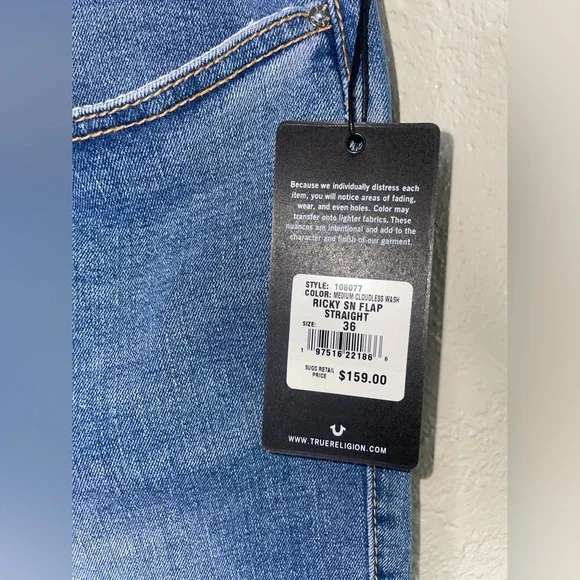 Because we individually distress each
item, you will notice areas of fading,
wear, and even holes. Color may
transfer onto lighter fabrics. These
nuances are intentional and add to the
character and finish of our garment.
STYLE: 108077
COLOR: MEDIUM CLOUDLESS WASH
RICKY SN FLAP
STRAIGHT
SIZE: 36
1 97516 22186 6
SUGG RETAIL
PRICE $159.00
WWW.TRUERELIGION.COM